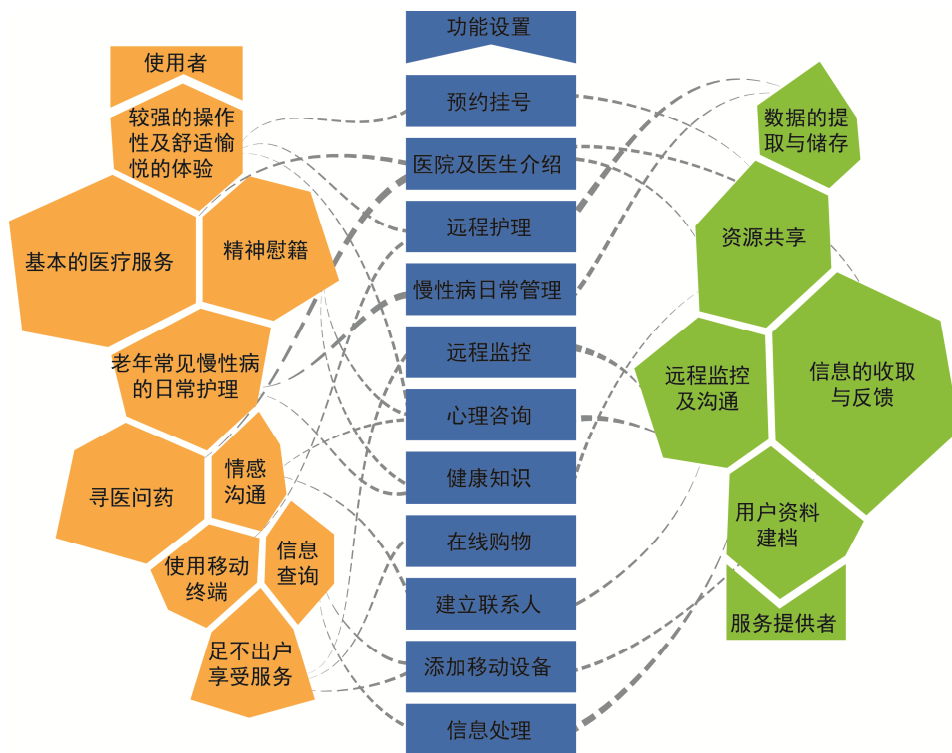 使用者
较强的操作
性及舒适愉
悦的体验
基本的医疗服务
精神慰籍
老年常见慢性病
的日常护理
寻医问药
情感
沟通
使用移动
终端
信息
查询
足不出户
享受服务
功能设置
预约挂号
医院及医生介绍
远程护理
慢性病日常管理
远程监控
心理咨询
健康知识
在线购物
建立联系人
添加移动设备
信息处理
数据的提
取与储存
资源共享
远程监控
及沟通
信息的收取
与反馈
用户资料
建档
服务提供者